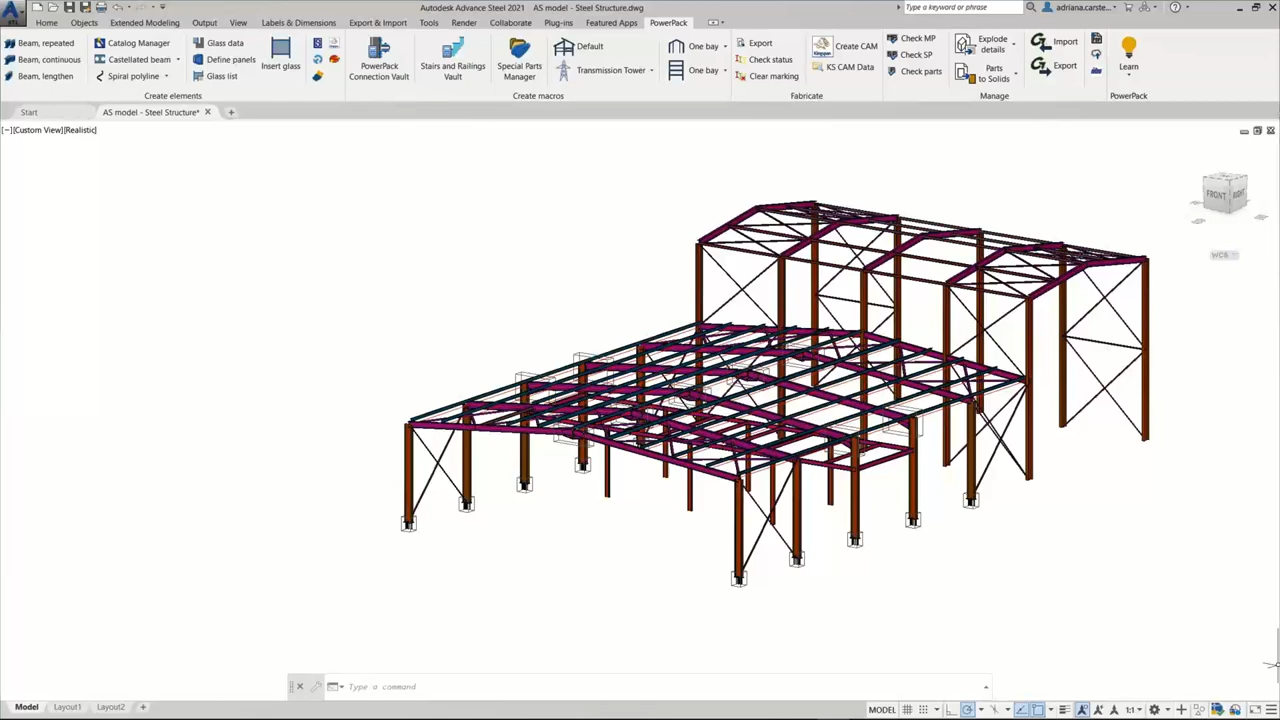 Autodesk Advance Steel 2021 AS model - Steel Structure.dwg
Type a keyword or phrase
adriana.carste...
Home Objects Extended Modeling Output View Labels & Dimensions Export & Import Tools Render Collaborate Plug-ins Featured Apps PowerPack
Beam, repeated
Beam, continuous
Beam, lengthen
Catalog Manager
Castellated beam
Spiral polyline
Glass data
Define panels
Glass list
Insert glass
Create elements
PowerPack
Connection Vault
Stairs and Railings
Vault
Special Parts
Manager
Default
Transmission Tower
One bay
One bay
Create macros
Export
Check status
Clear marking
Create CAM
KS CAM Data
Fabricate
Check MP
Check SP
Check parts
Explode
details
Parts
to Solids
Import
Export
Manage
Learn
PowerPack
Start
AS model - Steel Structure*
[−][Custom View][Realistic]
FRONT RIGHT
WCS
Type a command
Model Layout1 Layout2
MODEL
1:1